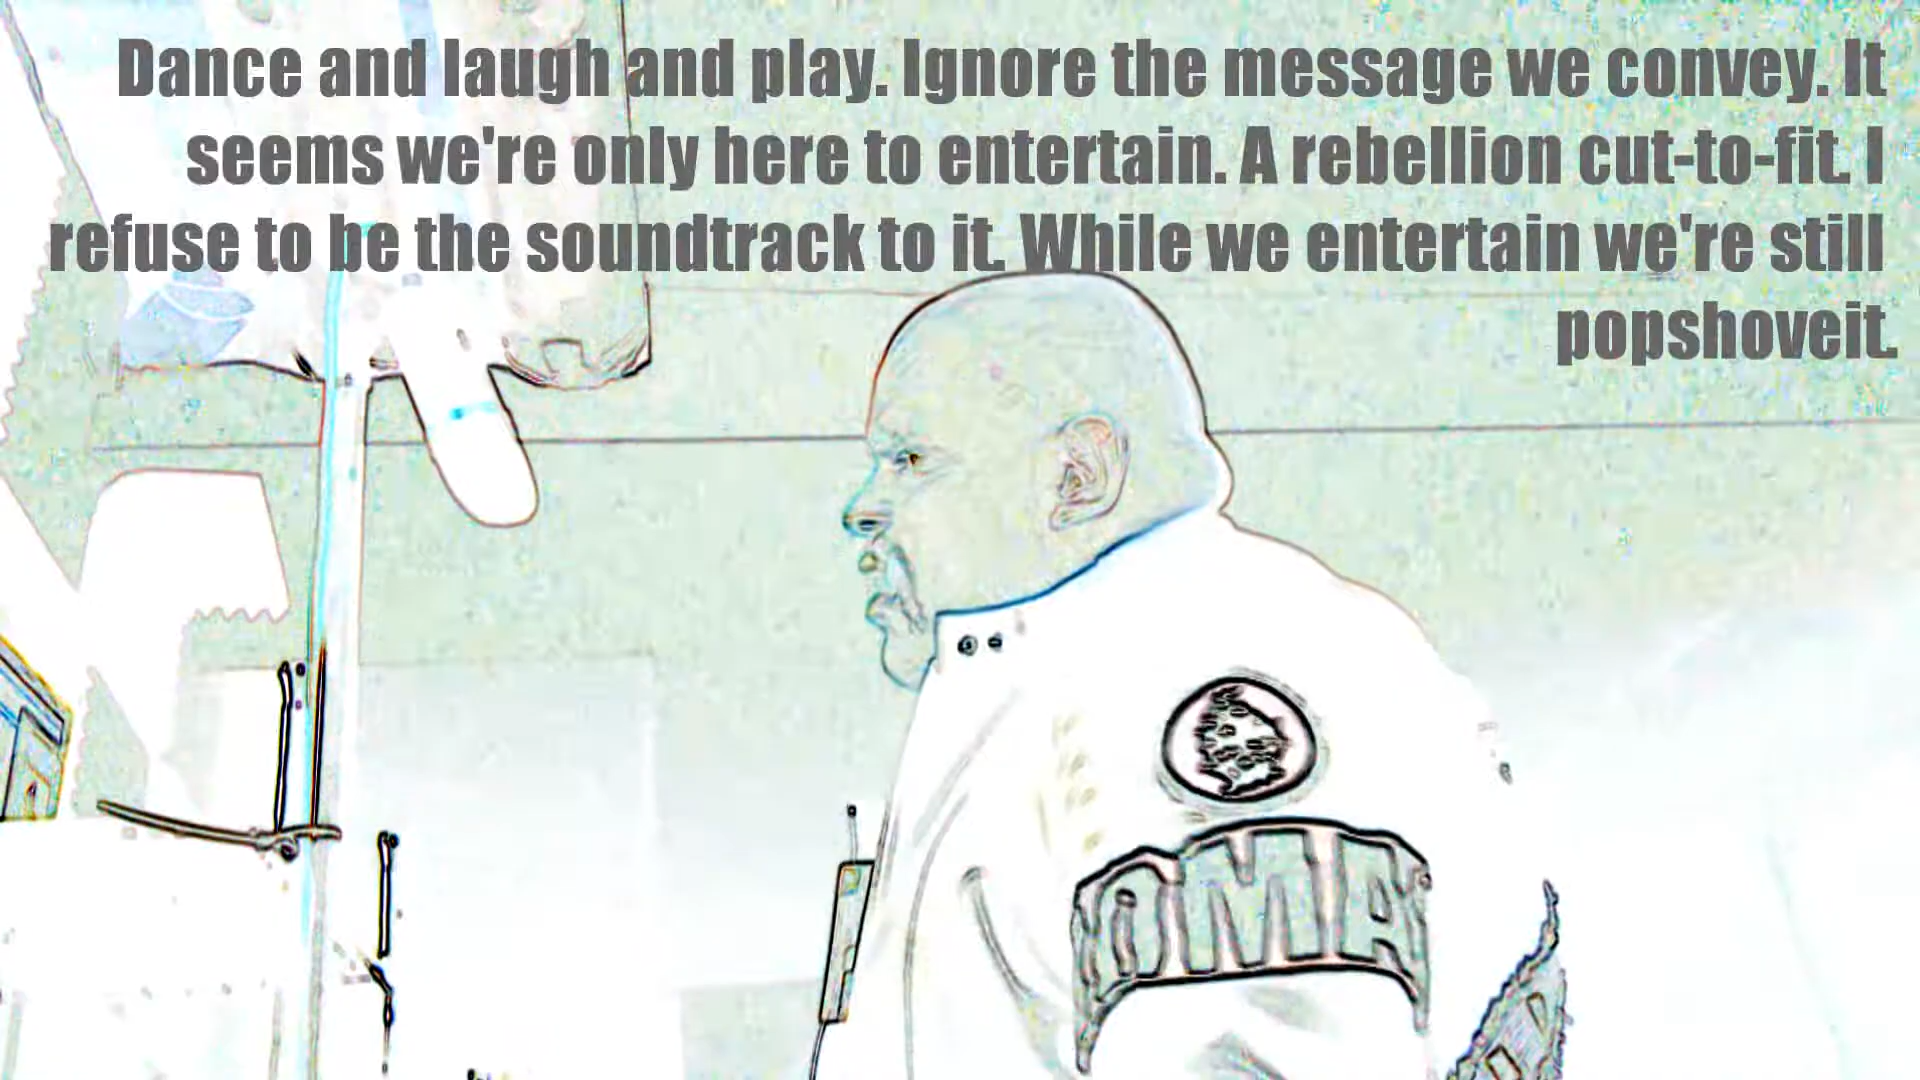 Dance and laugh and play. Ignore the message we convey. It
seems we're only here to entertain. A rebellion cut-to-fit. I
refuse to be the soundtrack to it. While we entertain we're still
popshoveit.
OMA